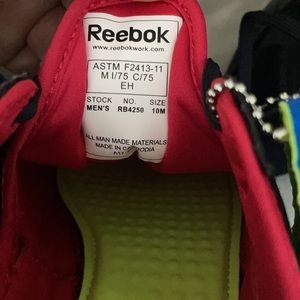 Reebok
www.reebokwork.com
ASTM F2413-11
M I/75 C/75
EH
STOCK NO. SIZE
MEN'S RB4250 10M
ALL MAN MADE MATERIALS
MADE IN CAMBODIA